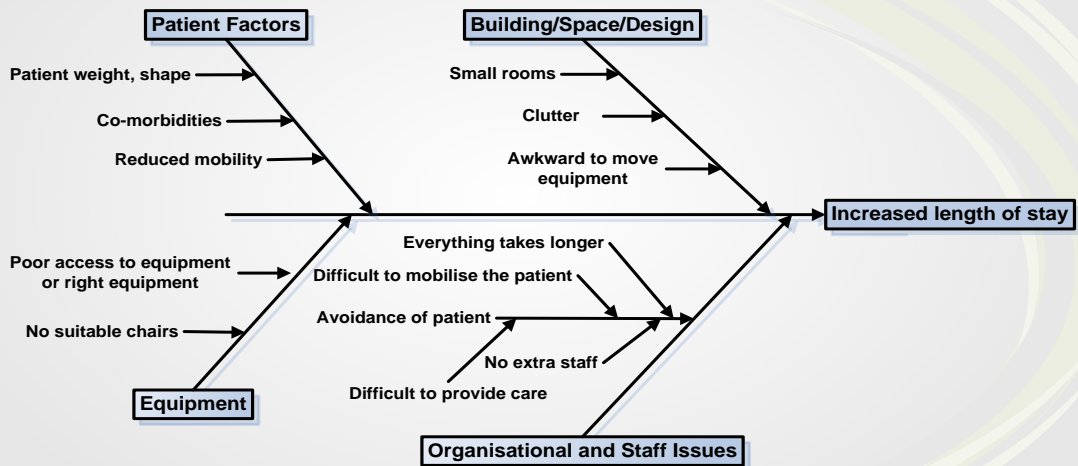 Patient Factors
Building/Space/Design
Patient weight, shape
Small rooms
Co-morbidities
Clutter
Reduced mobility
Awkward to move
equipment
Increased length of stay
Everything takes longer
Poor access to equipment
or right equipment
Difficult to mobilise the patient
Avoidance of patient
No suitable chairs
No extra staff
Difficult to provide care
Equipment
Organisational and Staff Issues